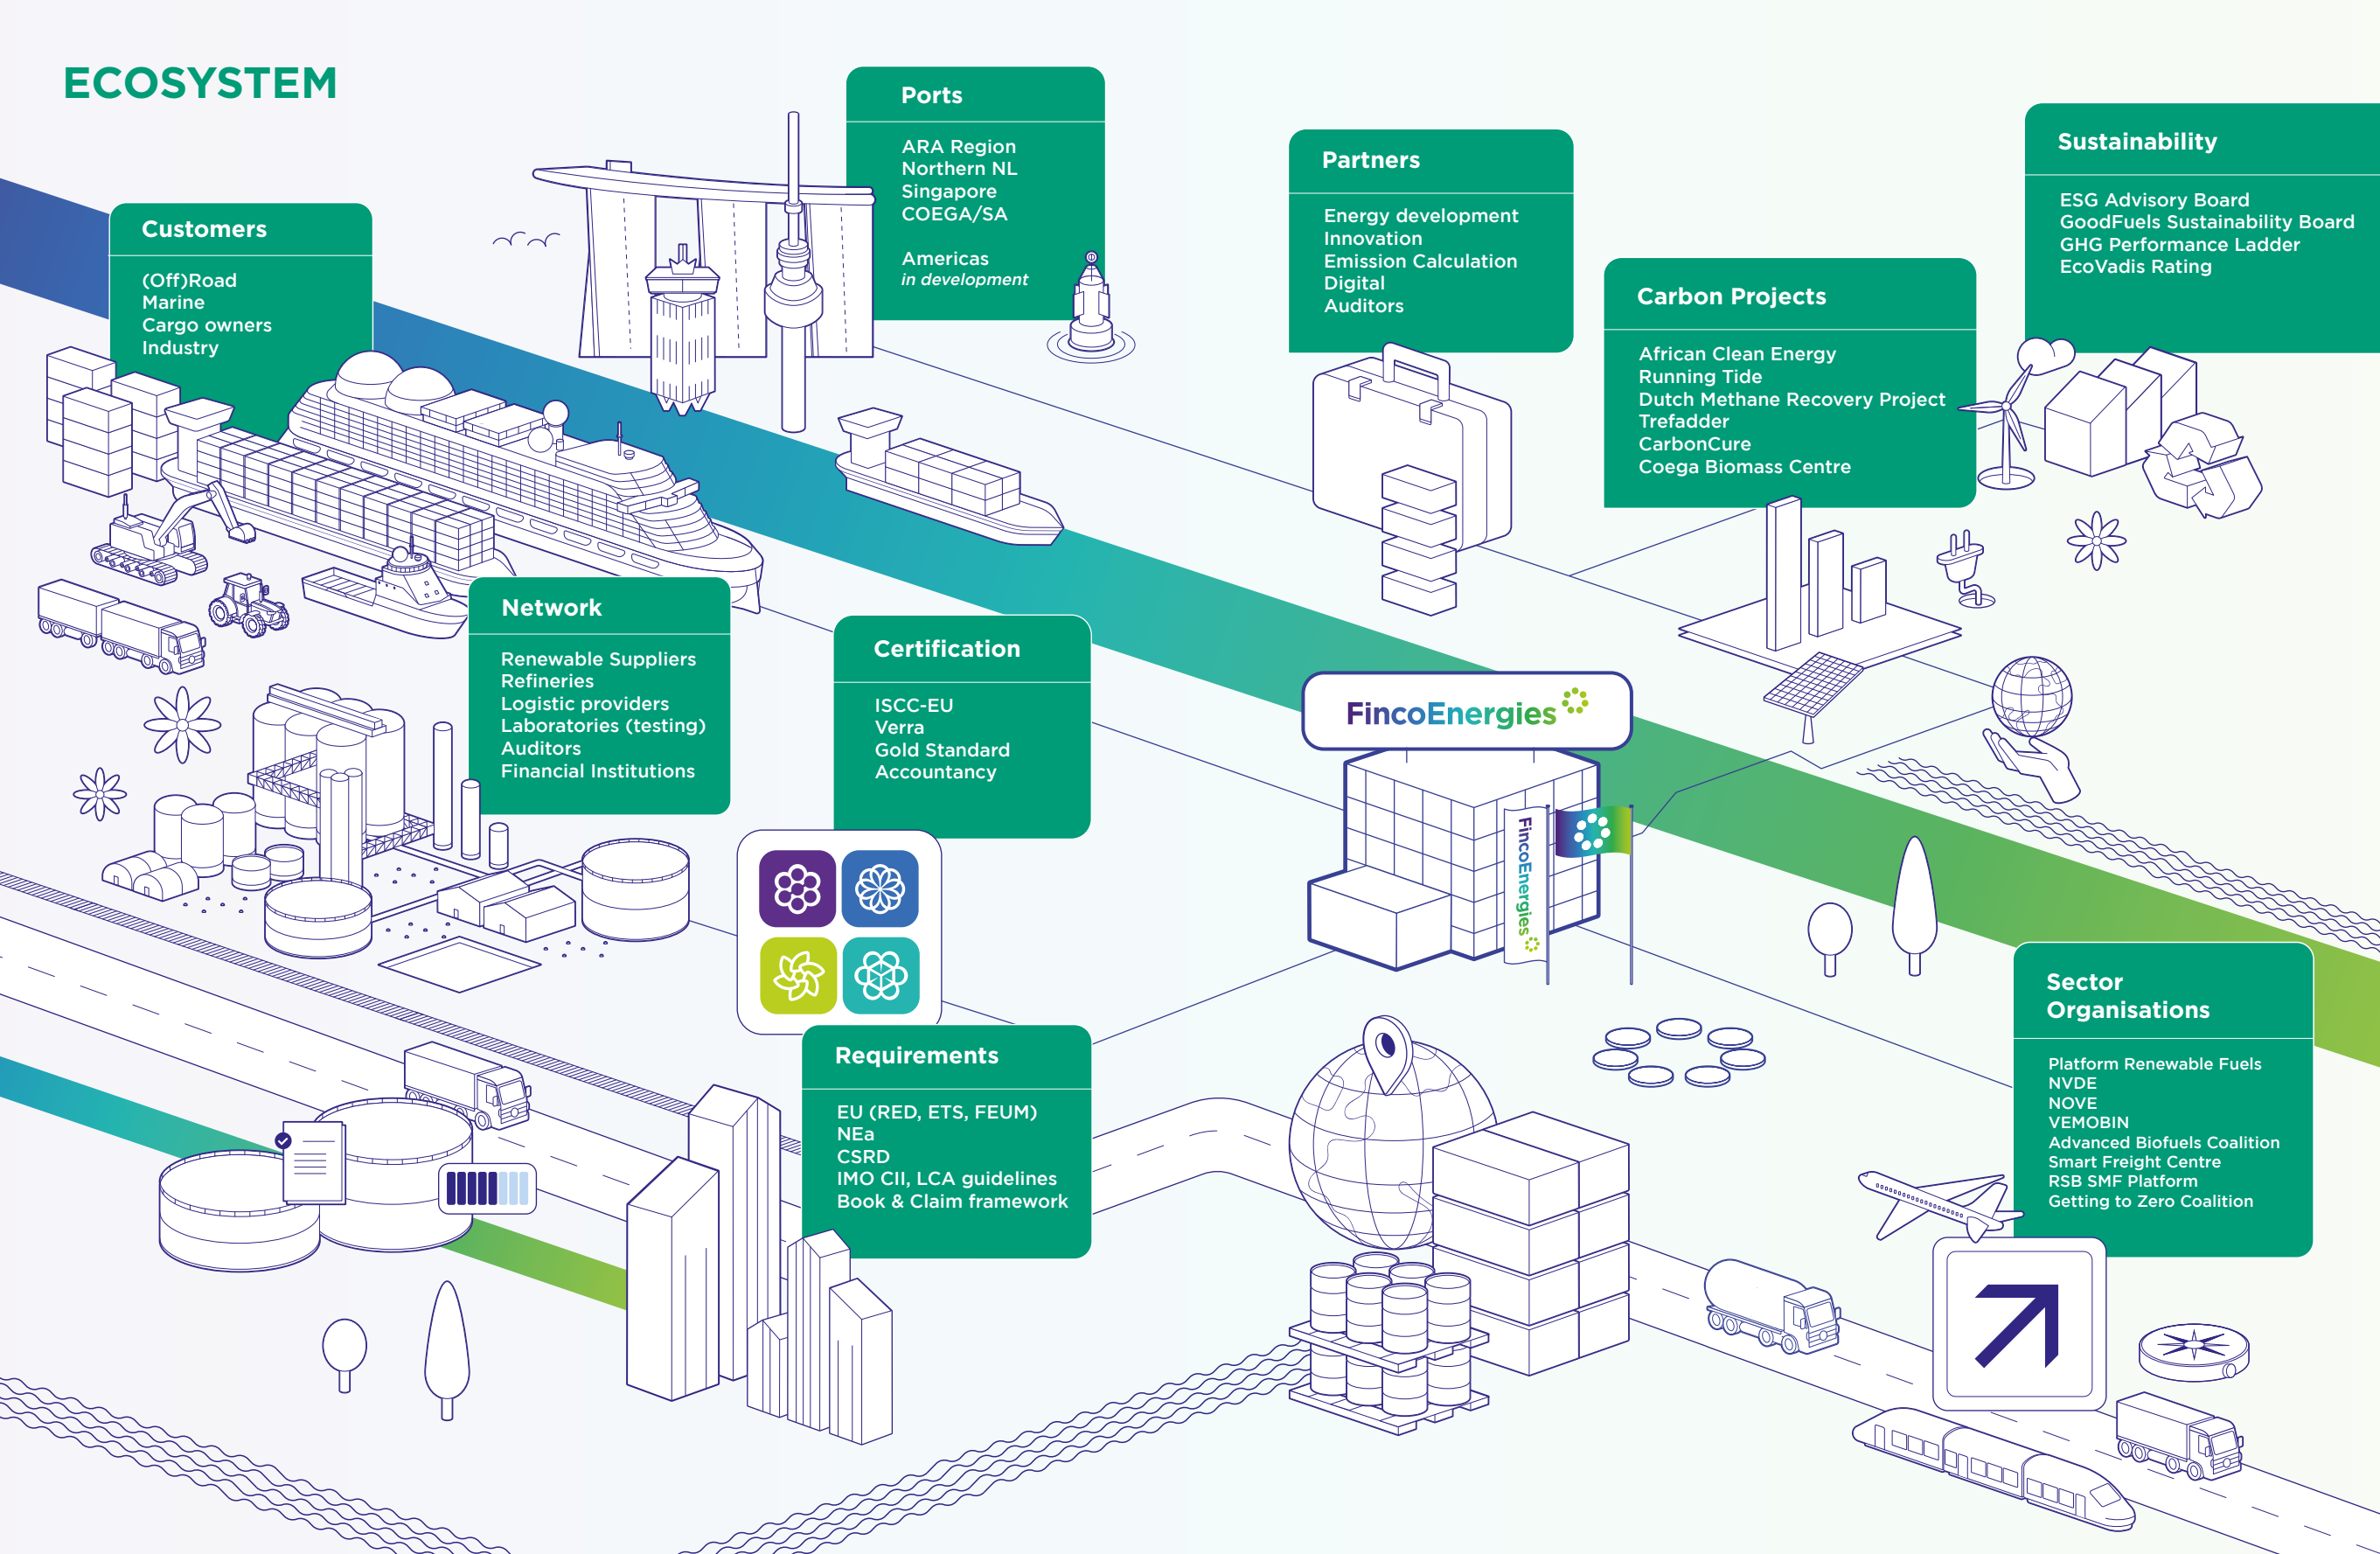 ECOSYSTEM
Ports
ARA Region
Northern NL
Singapore
COEGA/SA
Americas
in development
Partners
Energy development
Innovation
Emission Calculation
Digital
Auditors
Sustainability
ESG Advisory Board
GoodFuels Sustainability Board
GHG Performance Ladder
EcoVadis Rating
Customers
(Off)Road
Marine
Cargo owners
Industry
Carbon Projects
African Clean Energy
Running Tide
Dutch Methane Recovery Project
Trefadder
CarbonCure
Coega Biomass Centre
Network
Renewable Suppliers
Refineries
Logistic providers
Laboratories (testing)
Auditors
Financial Institutions
Certification
ISCC-EU
Verra
Gold Standard
Accountancy
FincoEnergies
FincoEnergies
Requirements
EU (RED, ETS, FEUM)
NEa
CSRD
IMO CII, LCA guidelines
Book & Claim framework
Sector
Organisations
Platform Renewable Fuels
NVDE
NOVE
VEMOBIN
Advanced Biofuels Coalition
Smart Freight Centre
RSB SMF Platform
Getting to Zero Coalition